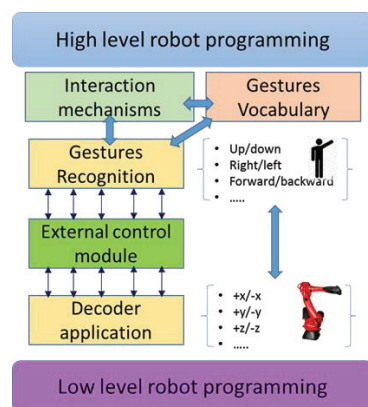 High level robot programming
Interaction
mechanisms
Gestures
Vocabulary
Gestures
Recognition
• Up/down
• Right/left
• Forward/backward
• .....
External control
module
Decoder
application
• +x/-x
• +y/-y
• +z/-z
• .....
Low level robot programming